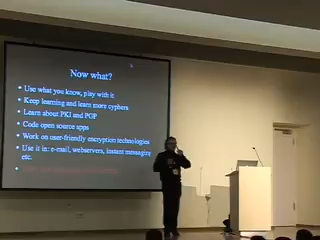 Now what?
• Use what you know, play with it
• Keep learning and learn more cyphers
• Learn about PKI and PGP
• Code open source apps
• Work on user-friendly encryption technologies
• Use it in: e-mail, webservers, instant messaging
etc.